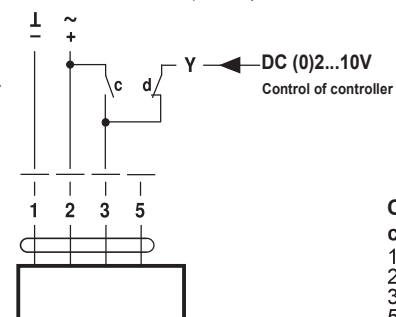 ⊥ ~
– +
c d Y DC (0)2...10V
Control of controller
1 2 3 5
C
c
1
2
3
5